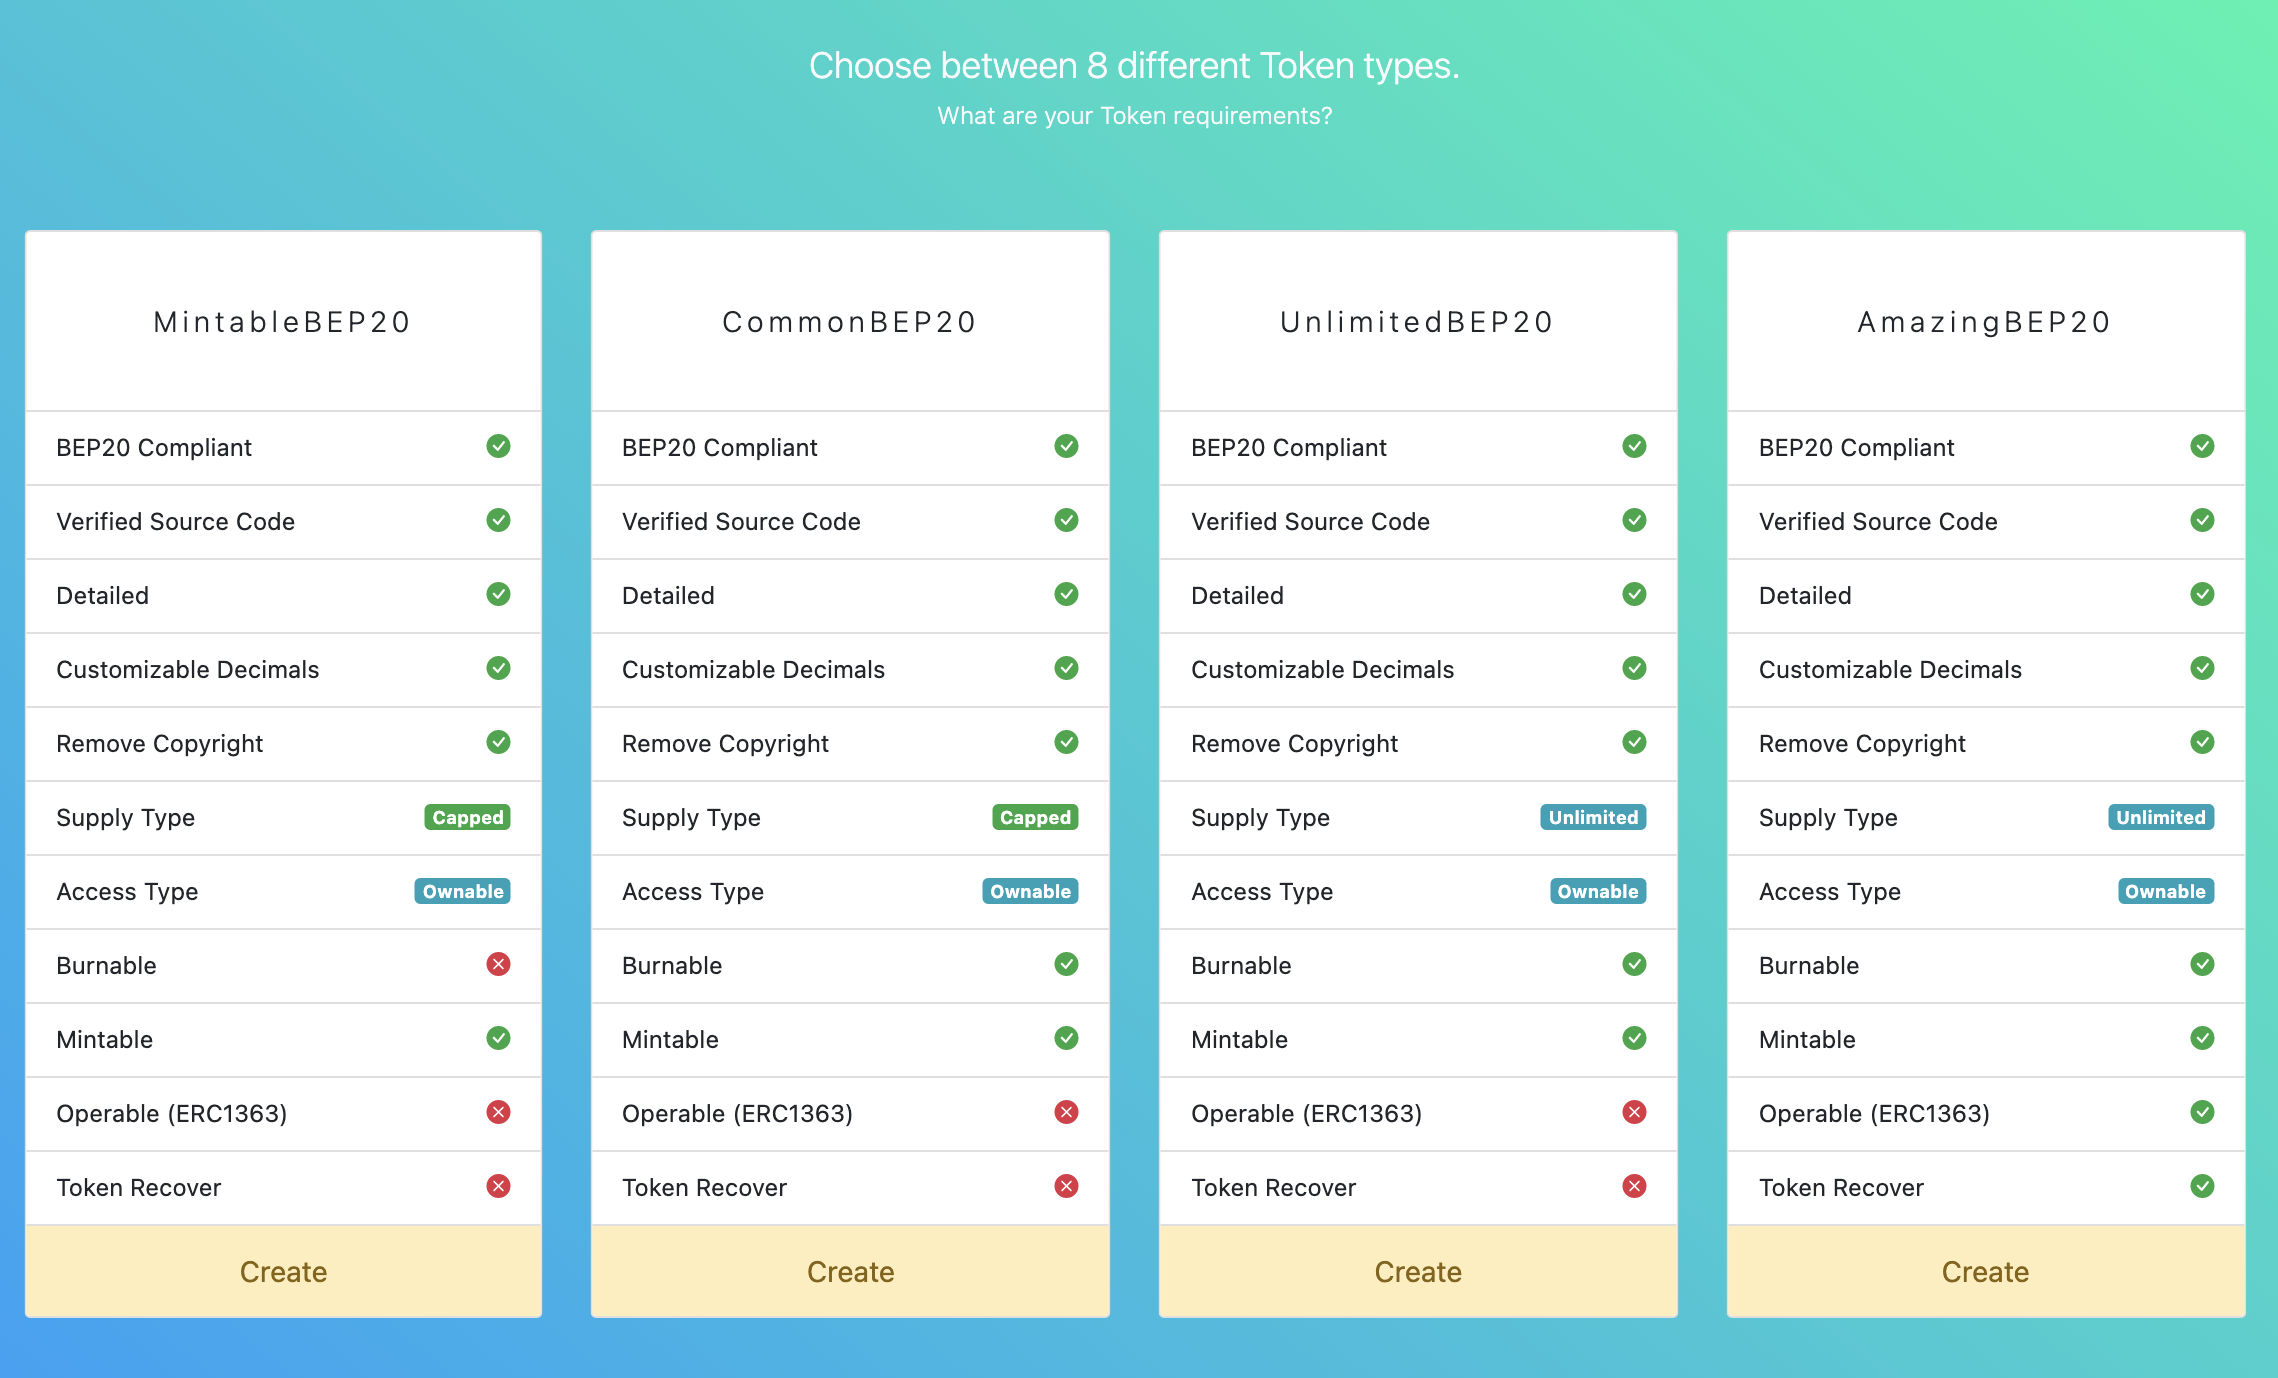 Choose between 8 different Token types.
What are your Token requirements?
MintableBEP20
BEP20 Compliant
Verified Source Code
Detailed
Customizable Decimals
Remove Copyright
Supply Type Capped
Access Type Ownable
Burnable
Mintable
Operable (ERC1363)
Token Recover
Create
CommonBEP20
BEP20 Compliant
Verified Source Code
Detailed
Customizable Decimals
Remove Copyright
Supply Type Capped
Access Type Ownable
Burnable
Mintable
Operable (ERC1363)
Token Recover
Create
UnlimitedBEP20
BEP20 Compliant
Verified Source Code
Detailed
Customizable Decimals
Remove Copyright
Supply Type Unlimited
Access Type Ownable
Burnable
Mintable
Operable (ERC1363)
Token Recover
Create
AmazingBEP20
BEP20 Compliant
Verified Source Code
Detailed
Customizable Decimals
Remove Copyright
Supply Type Unlimited
Access Type Ownable
Burnable
Mintable
Operable (ERC1363)
Token Recover
Create